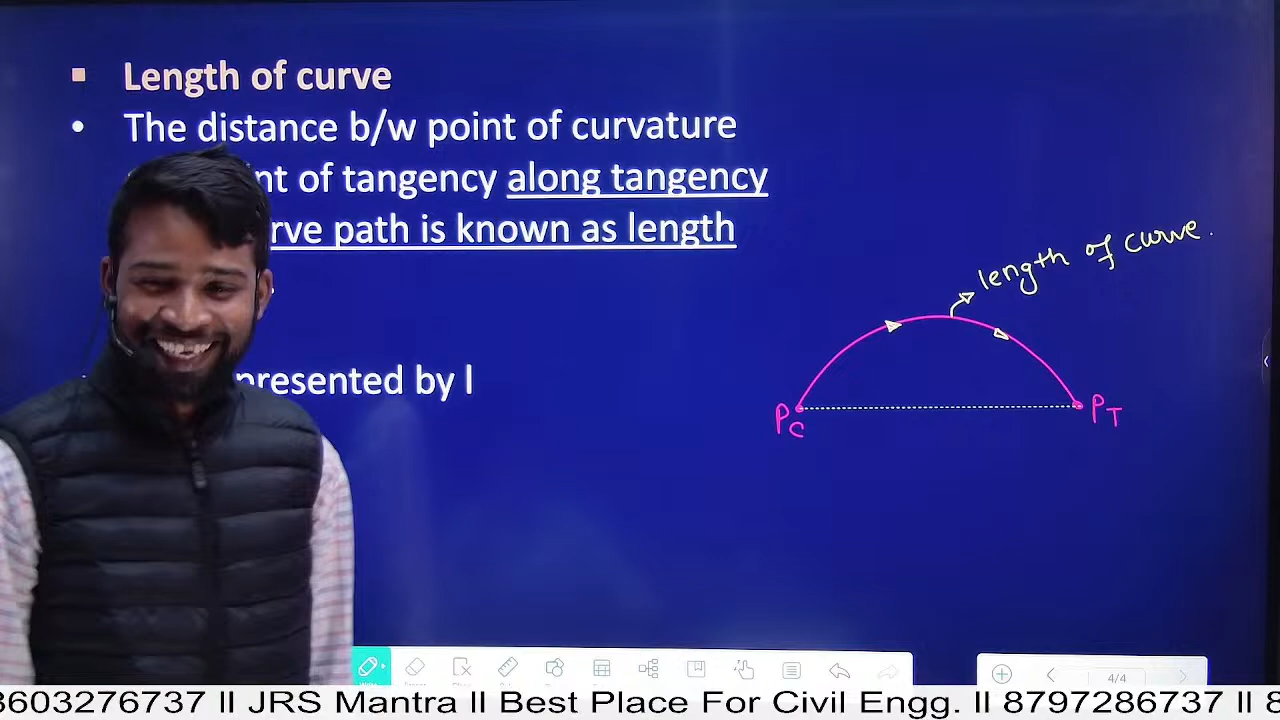 Length of curve
The distance b/w point of curvature
nt of tangency along tangency
rve path is known as length
presented by l
length of curve.
PC
PT
4/4
8603276737 II JRS Mantra II Best Place For Civil Engg. II 8797286737 II 8